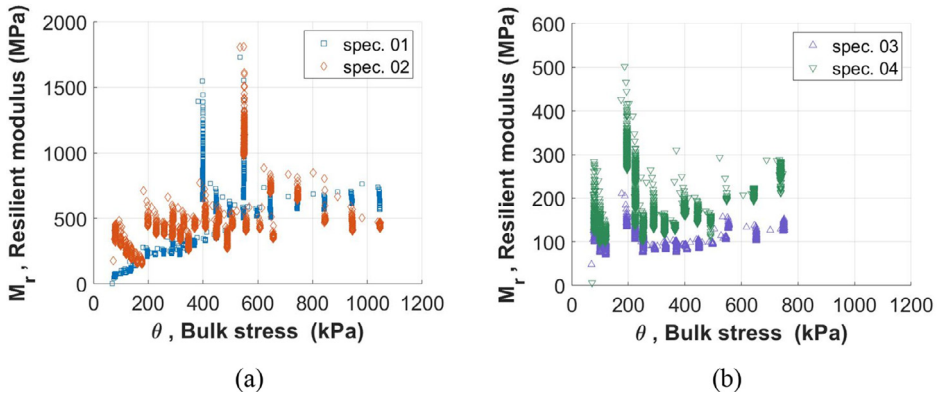 2000
1500
1000
500
0
M_r , Resilient modulus (MPa)
spec. 01
spec. 02
0 200 400 600 800 1000 1200
θ , Bulk stress (kPa)
(a)
600
500
400
300
200
100
0
M_r , Resilient modulus (MPa)
spec. 03
spec. 04
0 200 400 600 800 1000 1200
θ , Bulk stress (kPa)
(b)